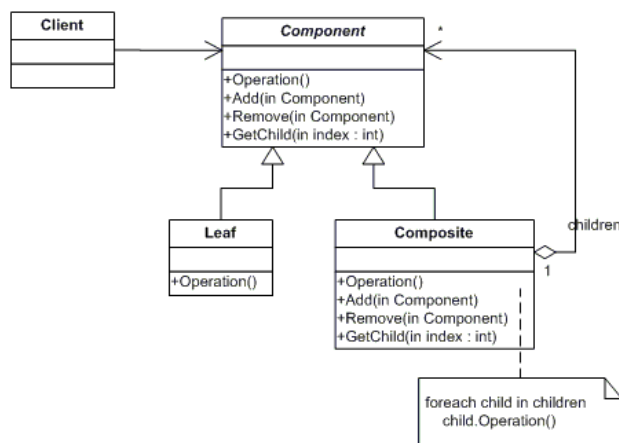 Client
Component
*
+Operation()
+Add(in Component)
+Remove(in Component)
+GetChild(in index : int)
Leaf
+Operation()
Composite
children
1
+Operation()
+Add(in Component)
+Remove(in Component)
+GetChild(in index : int)
foreach child in children
child.Operation()